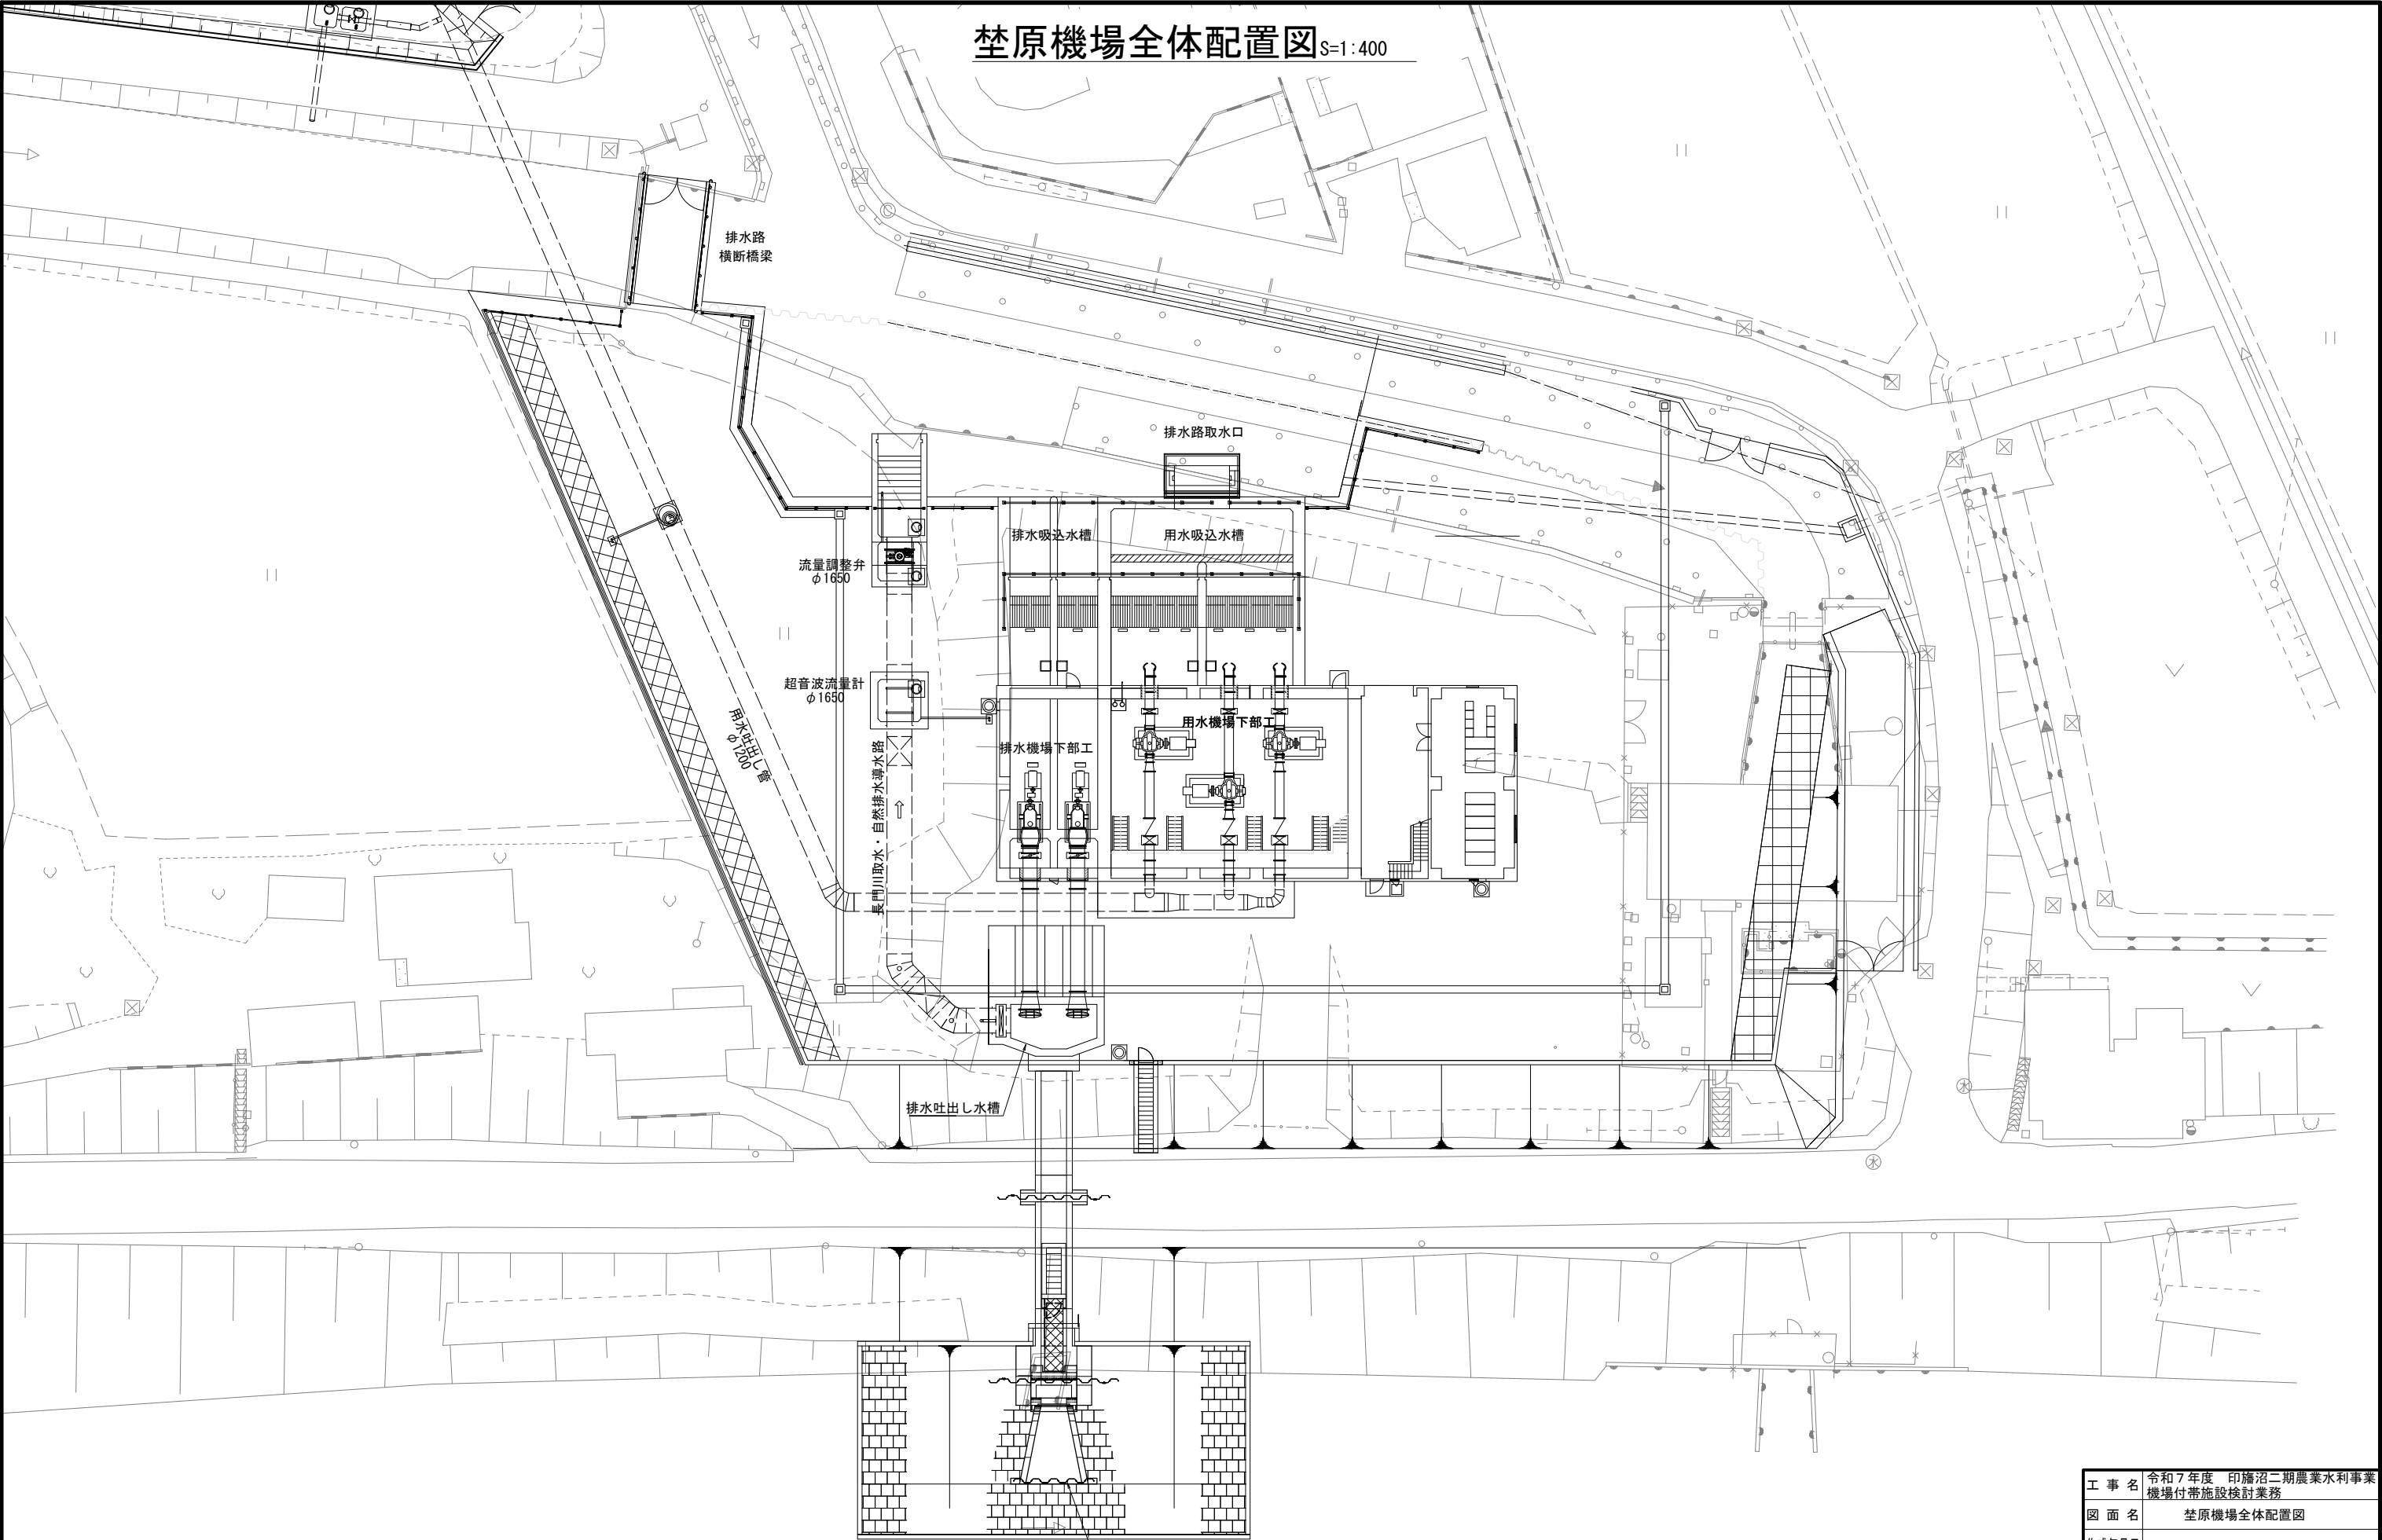 埜原機場全体配置図S=1:400
排水路
横断橋梁
排水路取水口
排水吸込水槽
用水吸込水槽
流量調整弁
φ1650
超音波流量計
φ1650
用水吐出し管
φ1200
長門川取水・自然排水導水路
排水機場下部工
用水機場下部工
排水吐出し水槽
水
水
工事名 令和7年度 印旛沼二期農業水利事業
機場付帯施設検討業務
図面名 埜原機場全体配置図